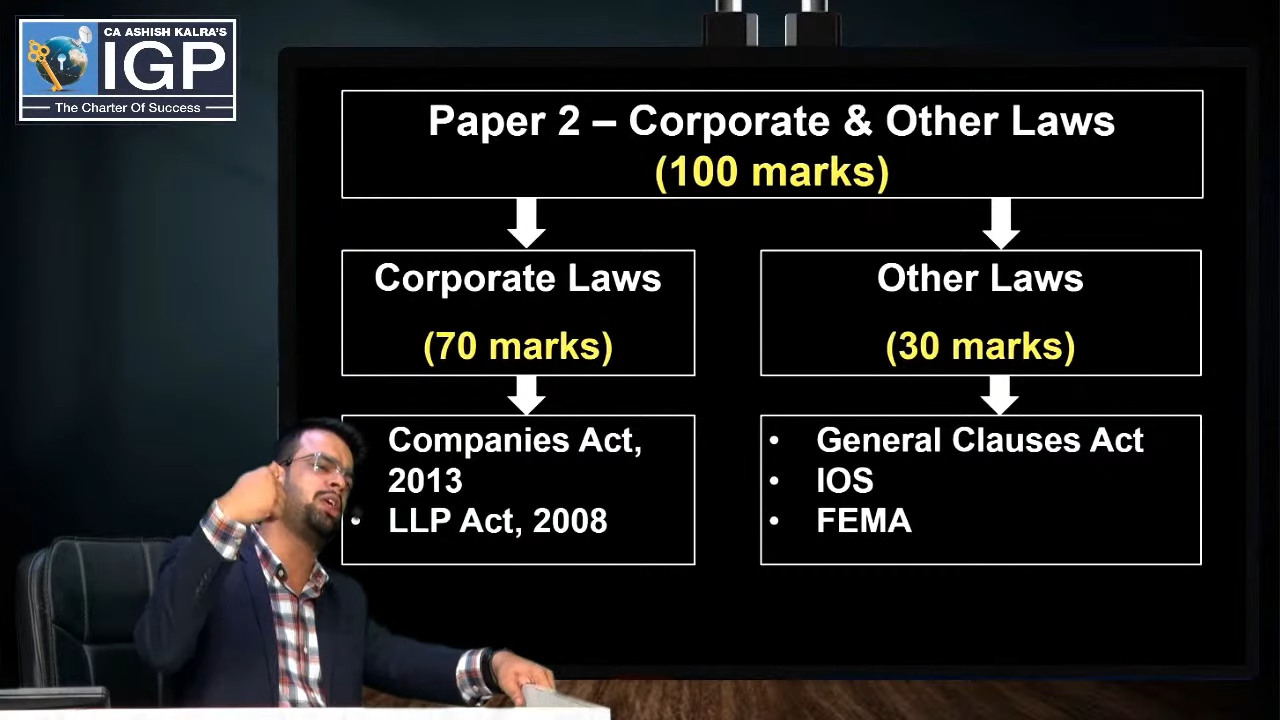 CA ASHISH KALRA'S
IGP
The Charter Of Success
Paper 2 – Corporate & Other Laws
(100 marks)
Corporate Laws
(70 marks)
Other Laws
(30 marks)
Companies Act,
2013
• LLP Act, 2008
• General Clauses Act
• IOS
• FEMA